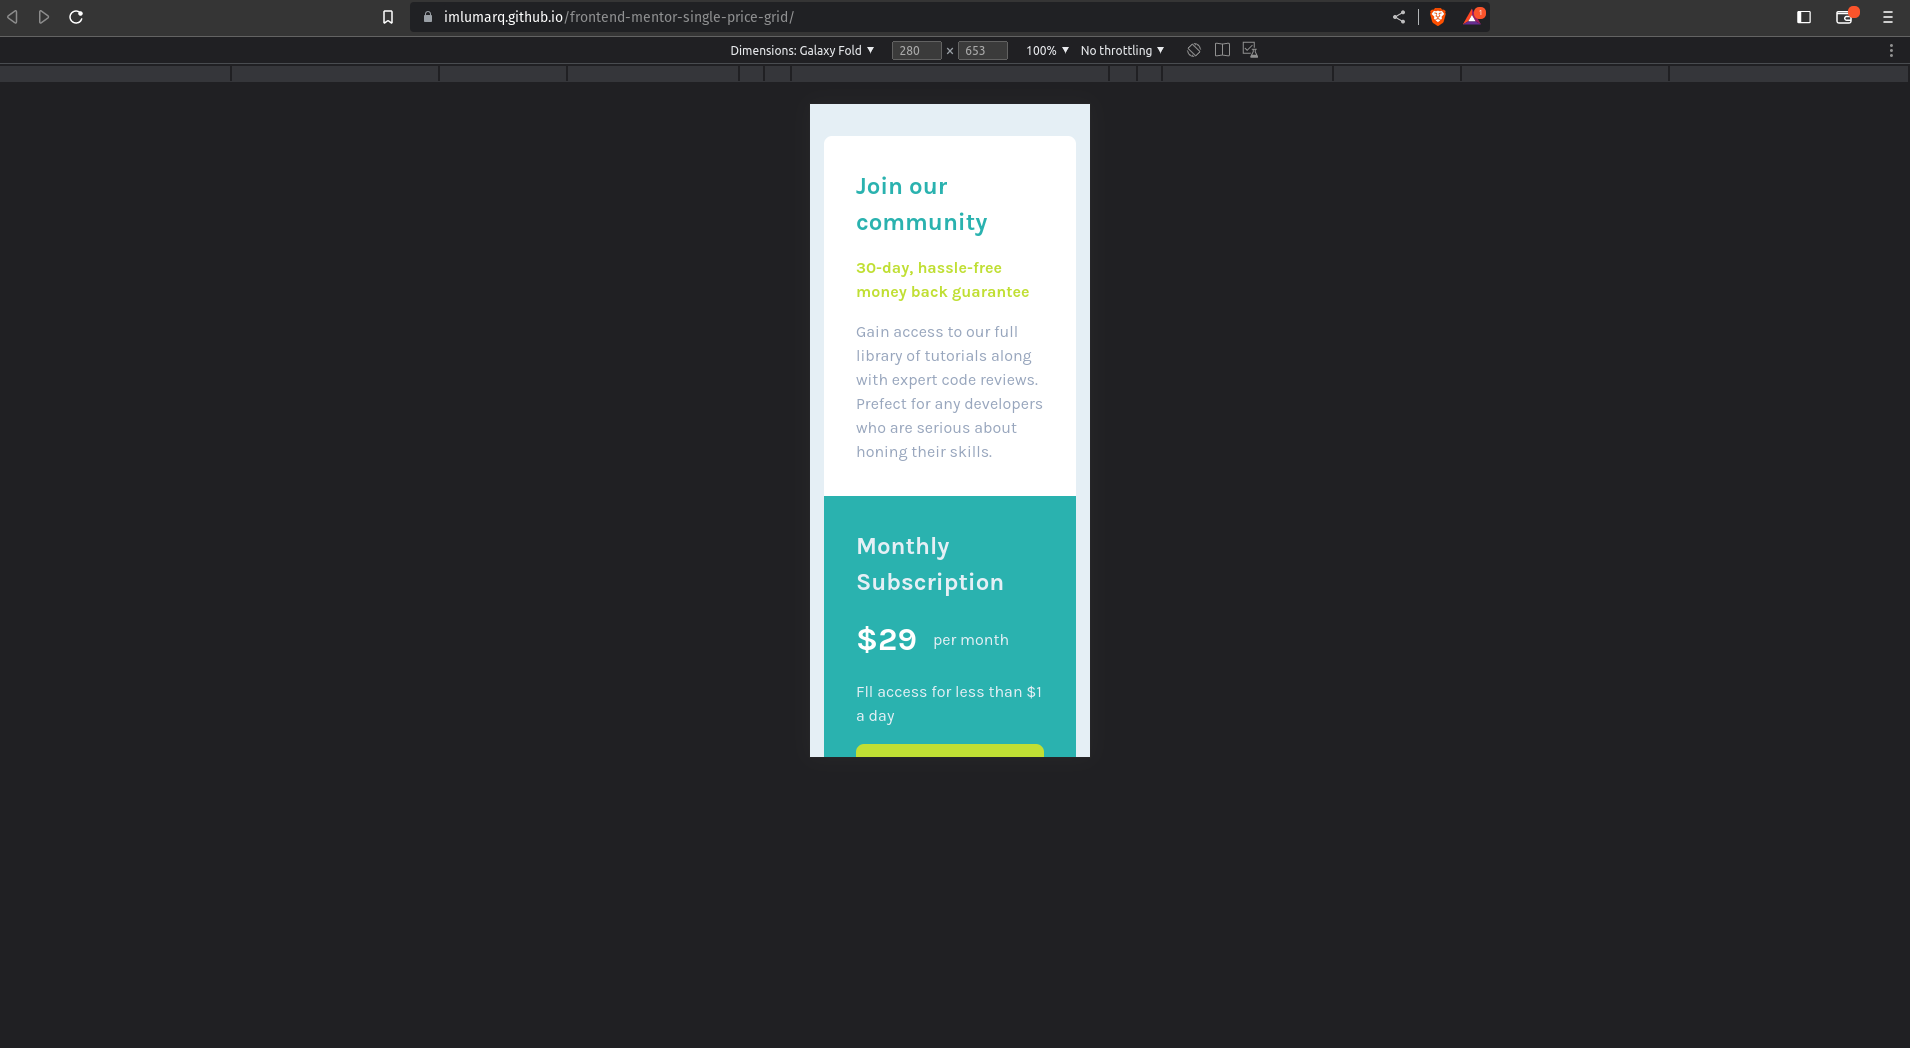 imlumarq.github.io/frontend-mentor-single-price-grid/
1
Dimensions: Galaxy Fold 280 × 653 100% No throttling
Join our
community
30-day, hassle-free
money back guarantee
Gain access to our full
library of tutorials along
with expert code reviews.
Prefect for any developers
who are serious about
honing their skills.
Monthly
Subscription
$29 per month
Fll access for less than $1
a day